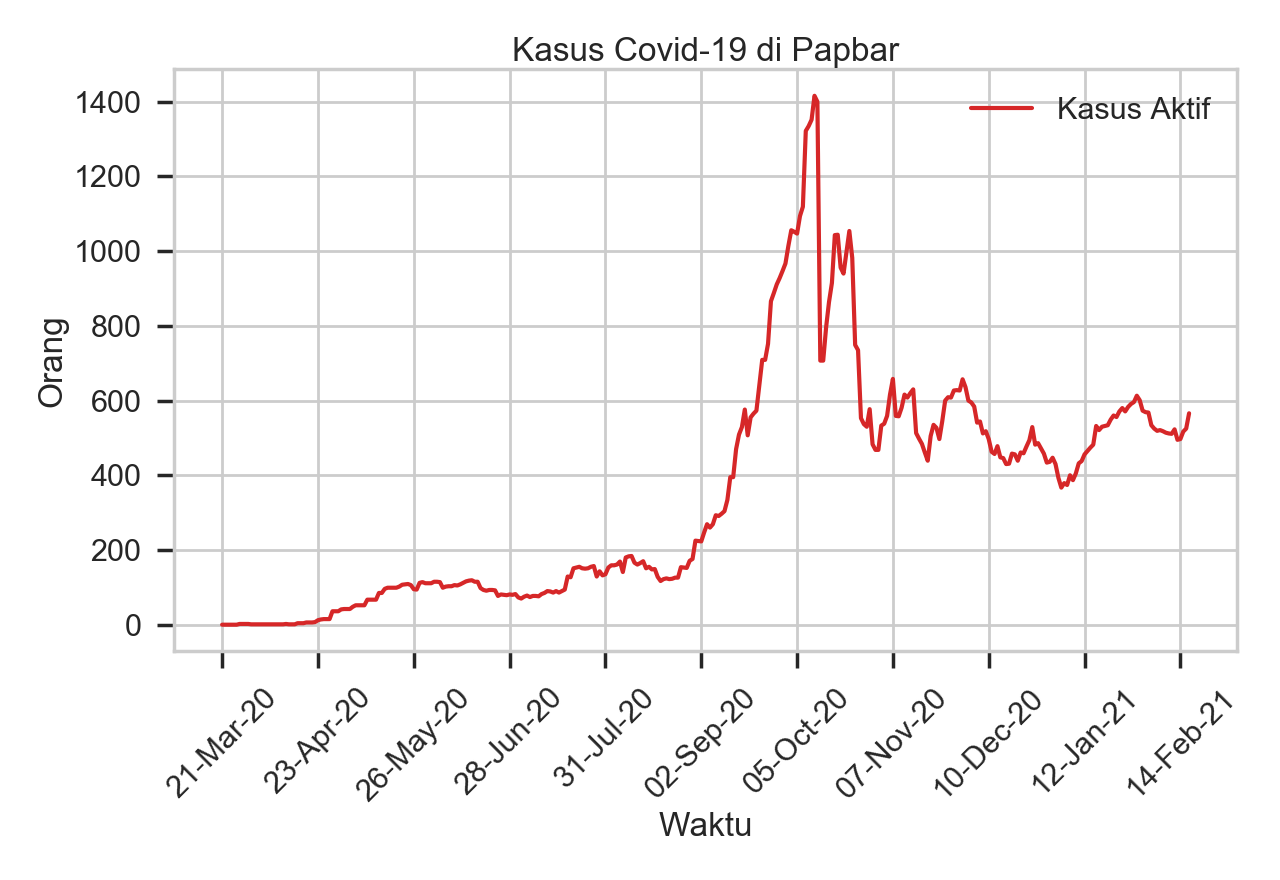 Kasus Covid-19 di Papbar
Kasus Aktif
Orang
1400
1200
1000
800
600
400
200
0
21-Mar-20
23-Apr-20
26-May-20
28-Jun-20
31-Jul-20
02-Sep-20
05-Oct-20
07-Nov-20
10-Dec-20
12-Jan-21
14-Feb-21
Waktu